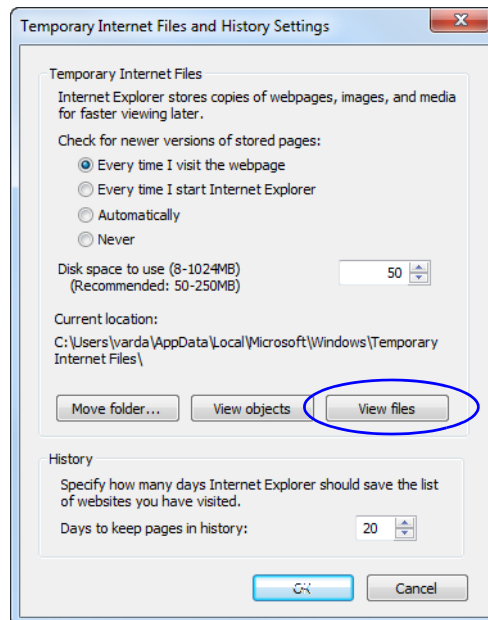 Temporary Internet Files and History Settings
Temporary Internet Files
Internet Explorer stores copies of webpages, images, and media
for faster viewing later.
Check for newer versions of stored pages:
Every time I visit the webpage
Every time I start Internet Explorer
Automatically
Never
Disk space to use (8-1024MB) 50
(Recommended: 50-250MB)
Current location:
C:\Users\varda\AppData\Local\Microsoft\Windows\Temporary
Internet Files\
Move folder... View objects View files
History
Specify how many days Internet Explorer should save the list
of websites you have visited.
Days to keep pages in history: 20
OK Cancel